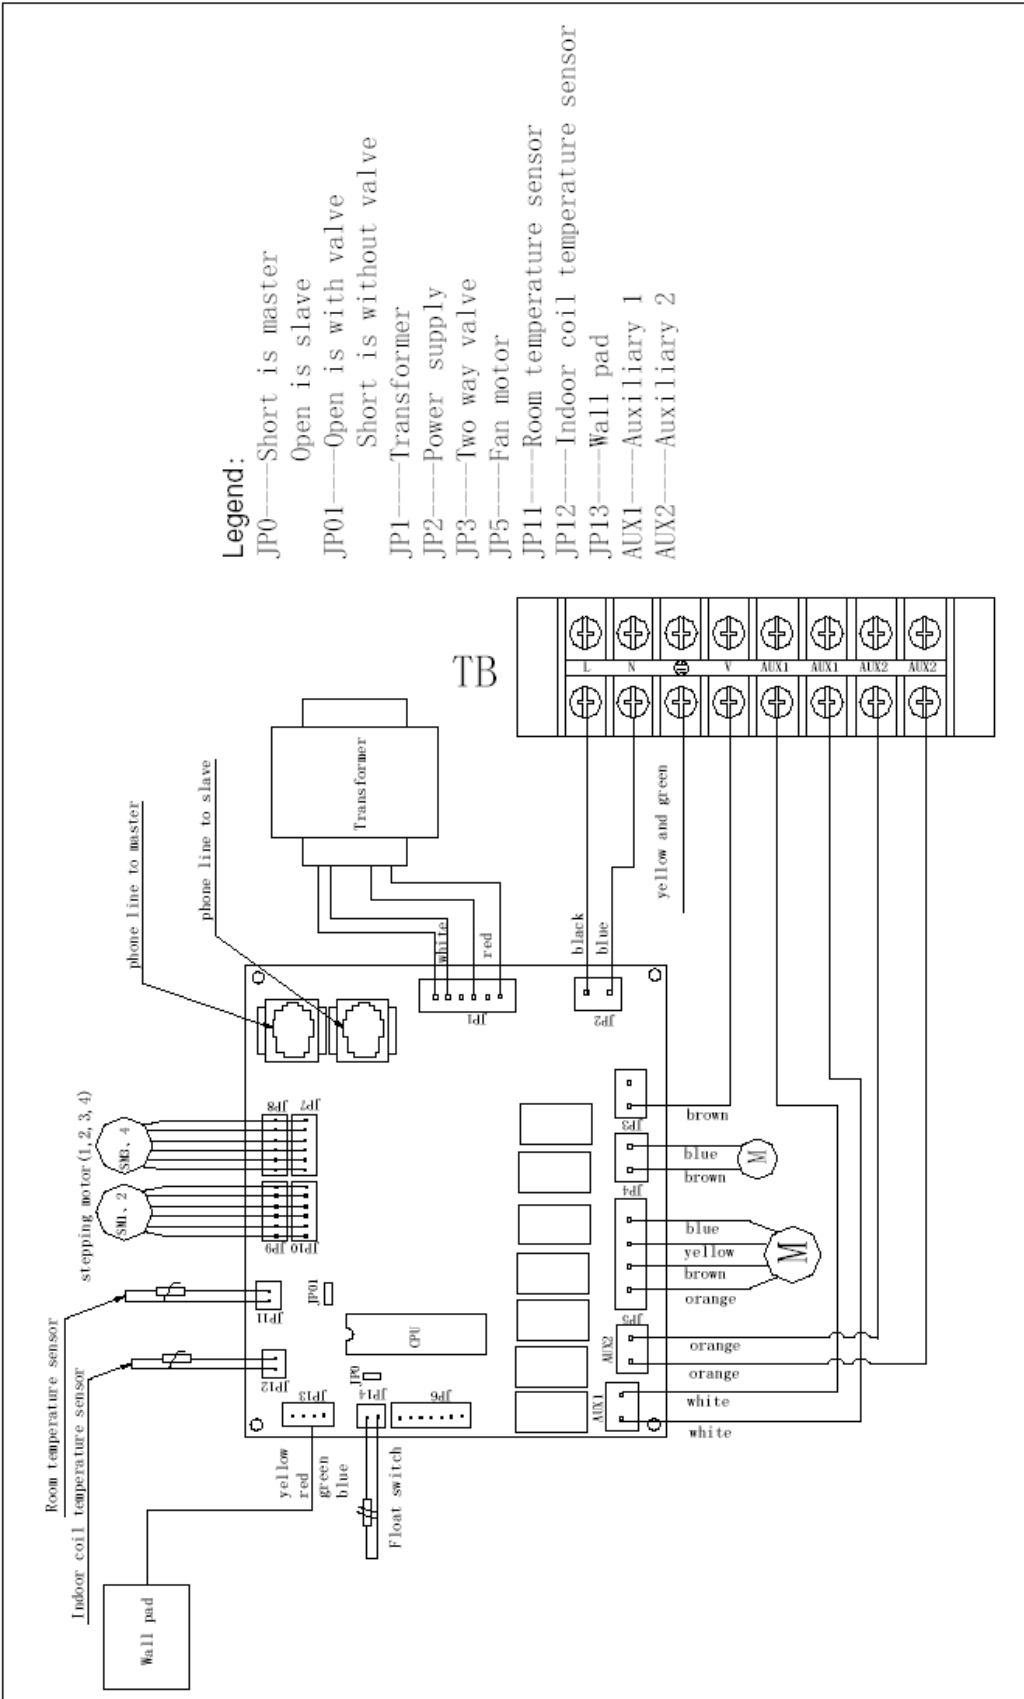 Legend:
JP0----Short is master
Open is slave
JP01----Open is with valve
Short is without valve
JP1----Transformer
JP2----Power supply
JP3----Two way valve
JP5----Fan motor
JP11----Room temperature sensor
JP12----Indoor coil temperature sensor
JP13----Wall pad
AUX1----Auxiliary 1
AUX2----Auxiliary 2
TB
L
N
V
AUX1
AUX1
AUX2
AUX2
Transformer
phone line to master
phone line to slave
white
red
black
blue
yellow and green
JP1
JP2
stepping motor(1,2,3,4)
SM3、4
SM1、2
JP8
JP7
JP9
JP10
JP3
JP4
JP5
brown
blue
brown
M
blue
yellow
brown
orange
M
Room temperature sensor
Indoor coil temperature sensor
JP11
JP01
JP12
CPU
JP0
JP13
JP14
JP6
AUX2
AUX1
orange
orange
white
white
yellow
red
green
blue
Float switch
Wall pad